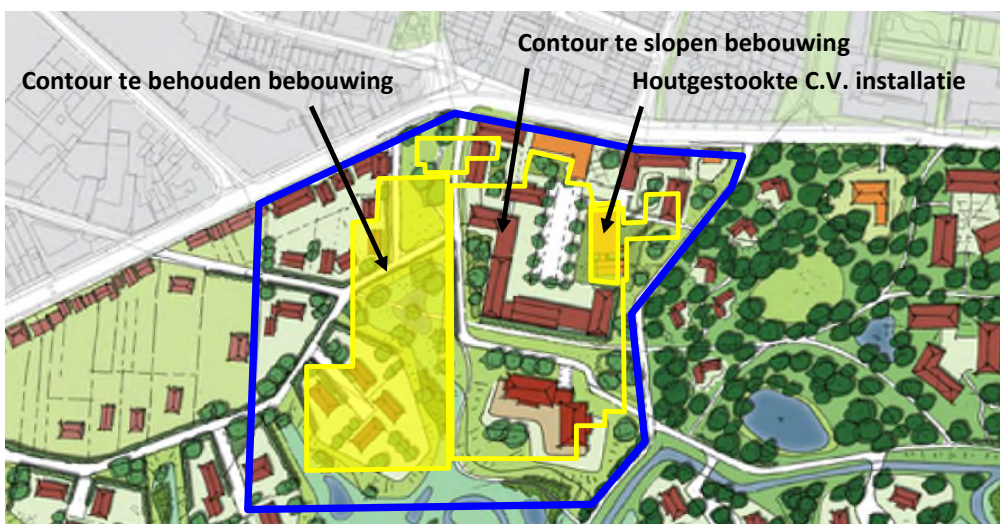 Contour te slopen bebouwing
Contour te behouden bebouwing
Houtgestookte C.V. installatie